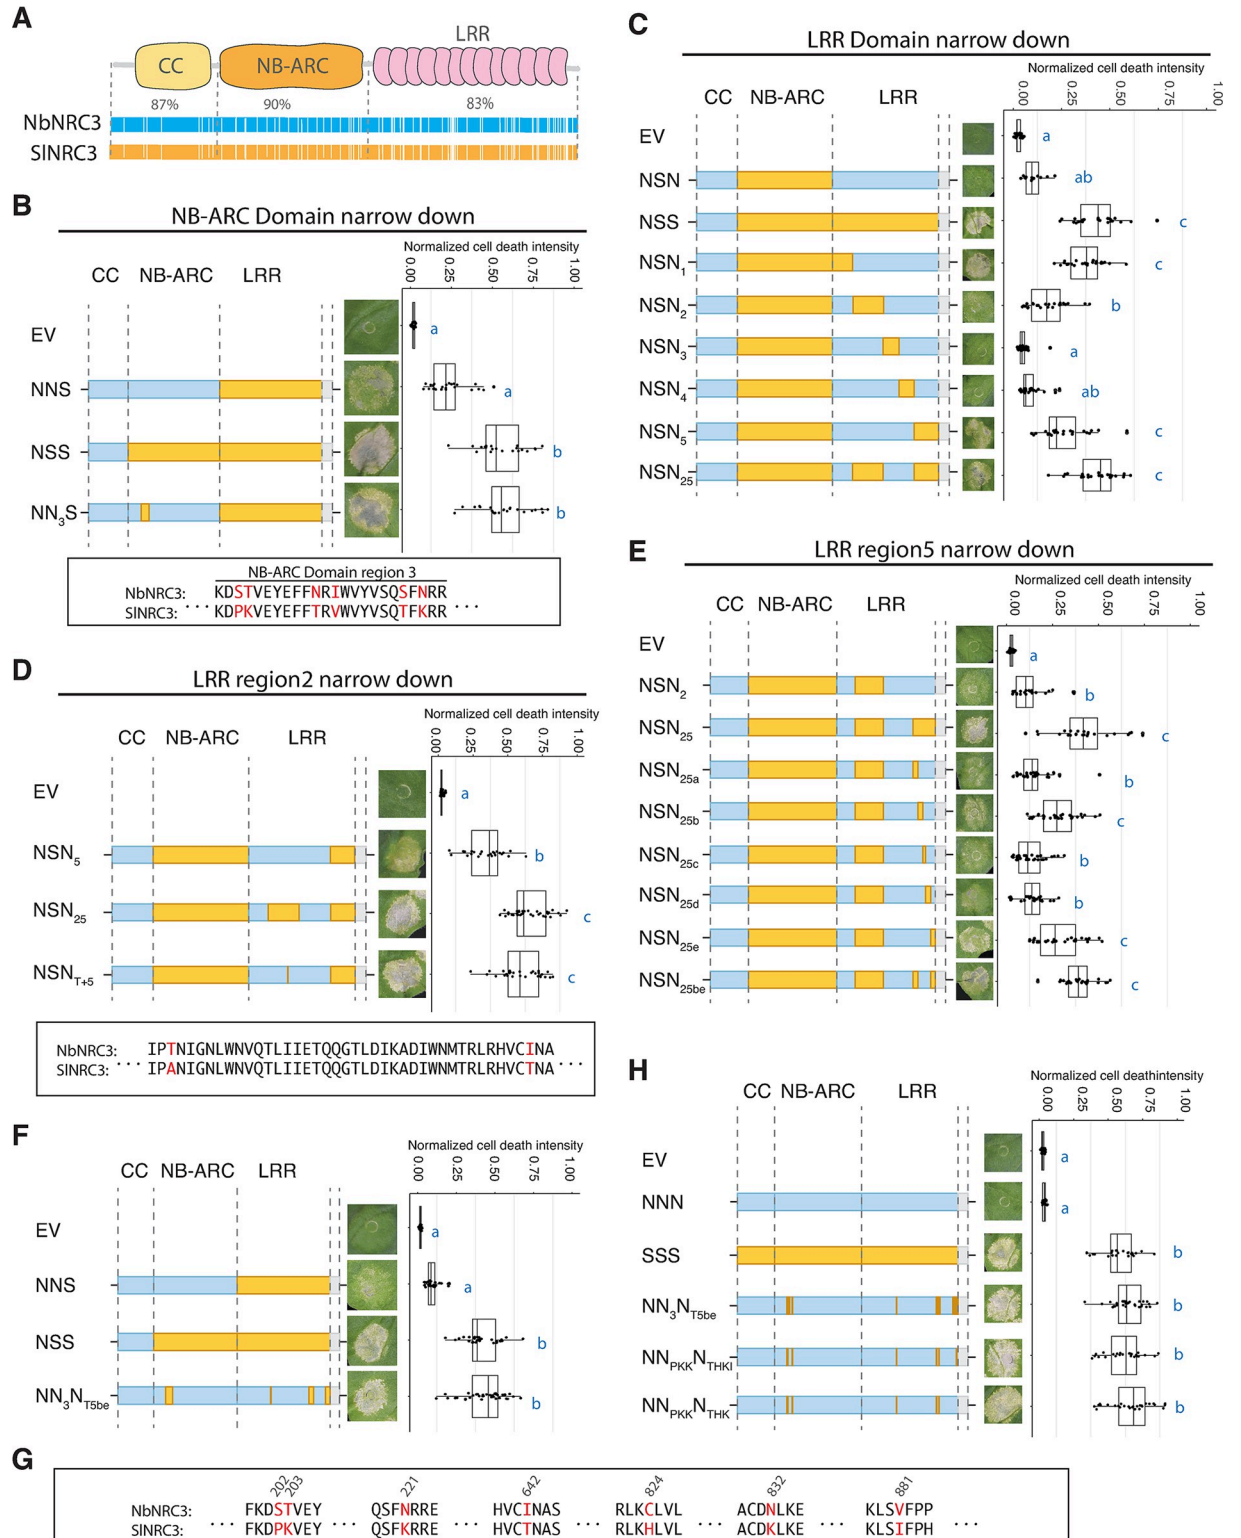 A
CC
NB-ARC
LRR
87%
90%
83%
NbNRC3
SlNRC3
B
NB-ARC Domain narrow down
Normalized cell death intensity
0.00
0.25
0.50
0.75
1.00
CC
NB-ARC
LRR
EV
a
NNS
a
NSS
b
NN3S
b
NB-ARC Domain region 3
NbNRC3: KDSTVEYEFFNRIWVYVSQSFNRR
SlNRC3: ··· KDPKVEYEFFTRVWVYVSQTFKRR ···
C
LRR Domain narrow down
Normalized cell death intensity
0.00
0.25
0.50
0.75
1.00
CC
NB-ARC
LRR
EV
a
NSN
ab
NSS
c
NSN1
c
NSN2
b
NSN3
a
NSN4
ab
NSN5
c
NSN25
c
D
LRR region2 narrow down
Normalized cell death intensity
0.00
0.25
0.50
0.75
1.00
CC
NB-ARC
LRR
EV
a
NSN5
b
NSN25
c
NSNT+5
c
NbNRC3: IPTNIGNLWNVQTLIIETQQGTLDIKADIWNMTRLRHVCINA
SlNRC3: ··· IPANIGNLWNVQTLIIETQQGTLDIKADIWNMTRLRHVCTNA ···
E
LRR region5 narrow down
Normalized cell death intensity
0.00
0.25
0.50
0.75
1.00
CC
NB-ARC
LRR
EV
a
NSN2
b
NSN25
c
NSN25a
b
NSN25b
c
NSN25c
b
NSN25d
b
NSN25e
c
NSN25be
c
F
Normalized cell death intensity
0.00
0.25
0.50
0.75
1.00
CC
NB-ARC
LRR
EV
a
NNS
a
NSS
b
NN3NT5be
b
H
Normalized cell deathintensity
0.00
0.25
0.50
0.75
1.00
CC
NB-ARC
LRR
EV
a
NNN
a
SSS
b
NN3NT5be
b
NNPKKNTHKI
b
NNPKKNTHK
b
G
202 203 221 642 824 832 881
NbNRC3: FKDSTVEY QSFNRRE HVCINAS RLKCLVL ACDNLKE KLSVFPP
SlNRC3: ··· FKDPKVEY ··· QSFKRRE ··· HVCTNAS ··· RLKHLVL ··· ACDKLKE ··· KLSIFPH ···